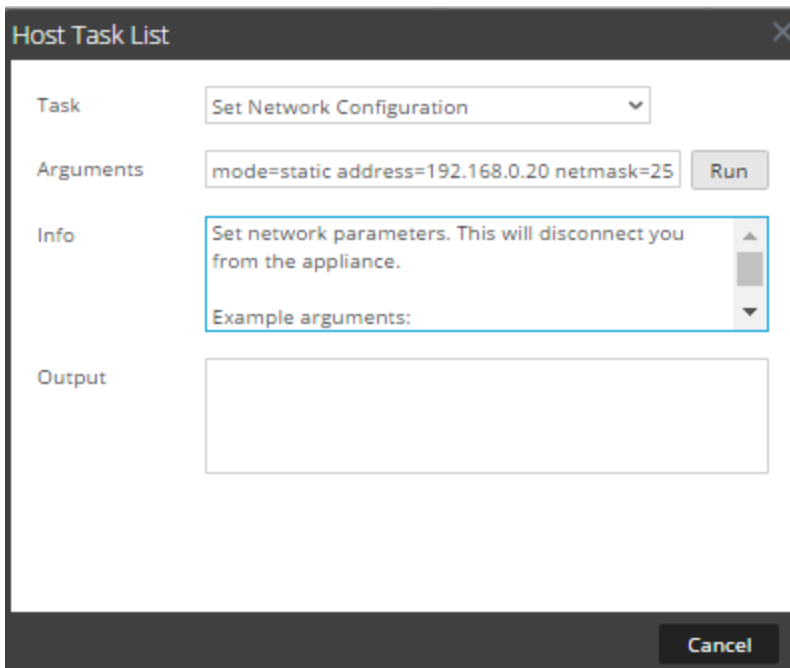 Host Task List
Task
Set Network Configuration
Arguments
mode=static address=192.168.0.20 netmask=25
Run
Info
Set network parameters. This will disconnect you
from the appliance.
Example arguments:
Output
Cancel